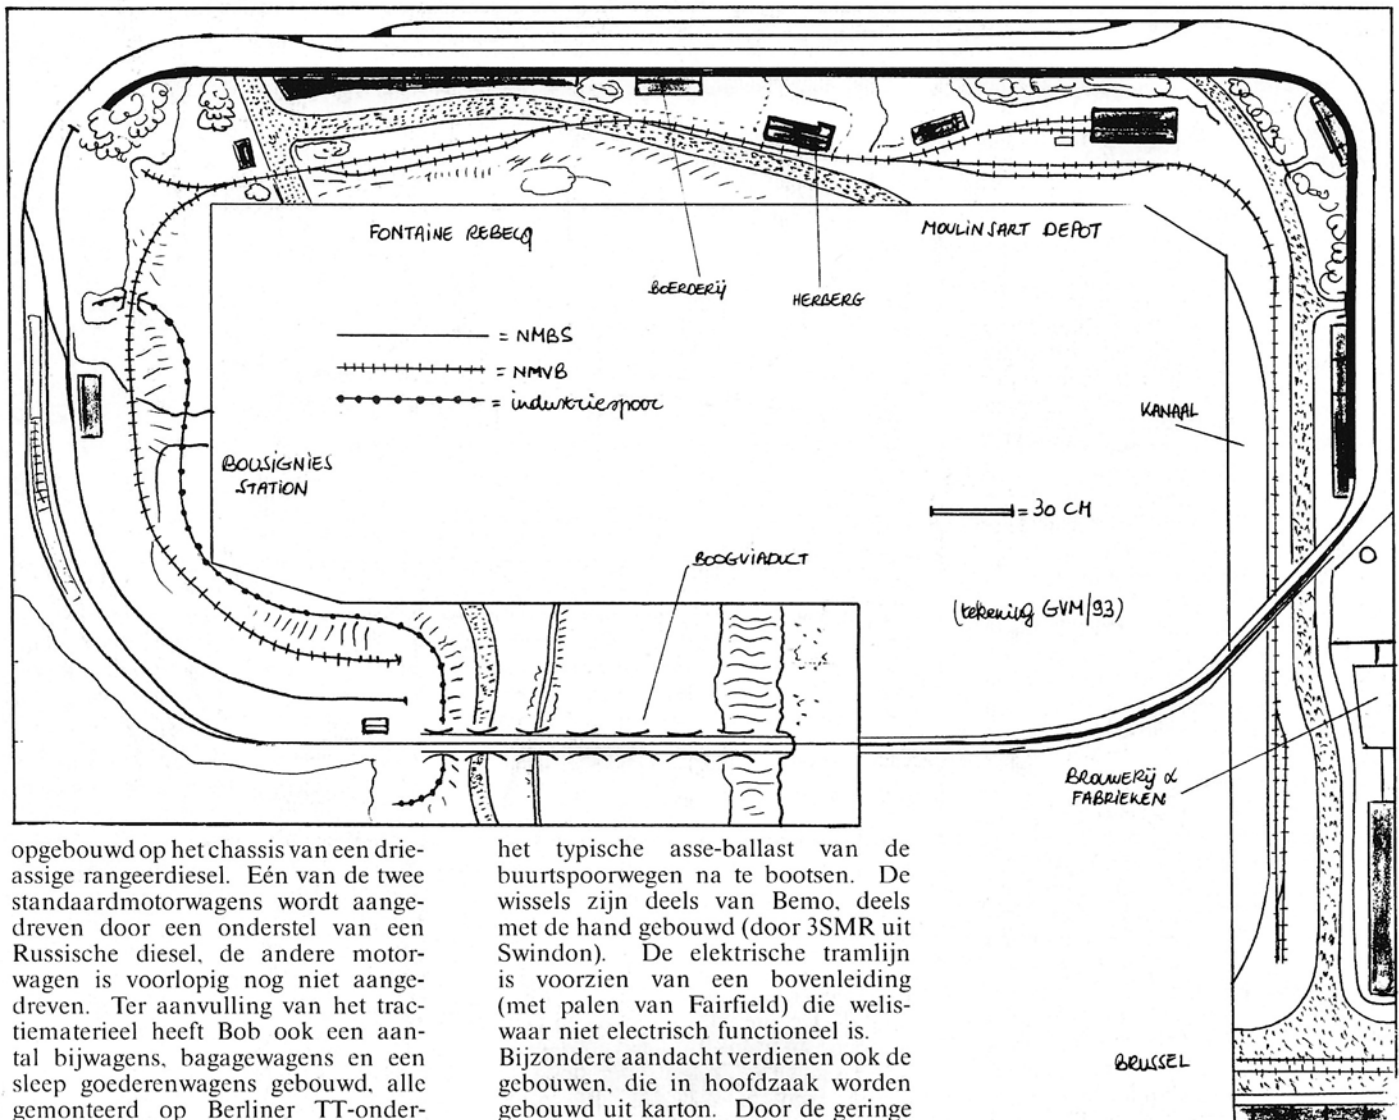 FONTAINE REBECQ
MOULINSART DEPOT
BOERDERIJ
HERBERG
= NMBS
= NMVB
= industriespoor
KANAAL
BOUSIGNIES
STATION
= 30 CM
BOOGVIADUCT
(tekening GVM/93)
BROUWERIJ &
FABRIEKEN
BRUSSEL
opgebouwd op het chassis van een drie-
assige rangeerdiesel. Eén van de twee
standaardmotorwagens wordt aange-
dreven door een onderstel van een
Russische diesel, de andere motor-
wagen is voorlopig nog niet aange-
dreven. Ter aanvulling van het trac-
tiematerieel heeft Bob ook een aan-
tal bijwagens, bagagewagens en een
sleep goederenwagens gebouwd, alle
gemonteerd op Berliner TT-onder-
het typische asse-ballast van de
buurtspoorwegen na te bootsen. De
wissels zijn deels van Bemo, deels
met de hand gebouwd (door 3SMR uit
Swindon). De elektrische tramlijn
is voorzien van een bovenleiding
(met palen van Fairfield) die welis-
waar niet electrisch functioneel is.
Bijzondere aandacht verdienen ook de
gebouwen, die in hoofdzaak worden
gebouwd uit karton. Door de geringe